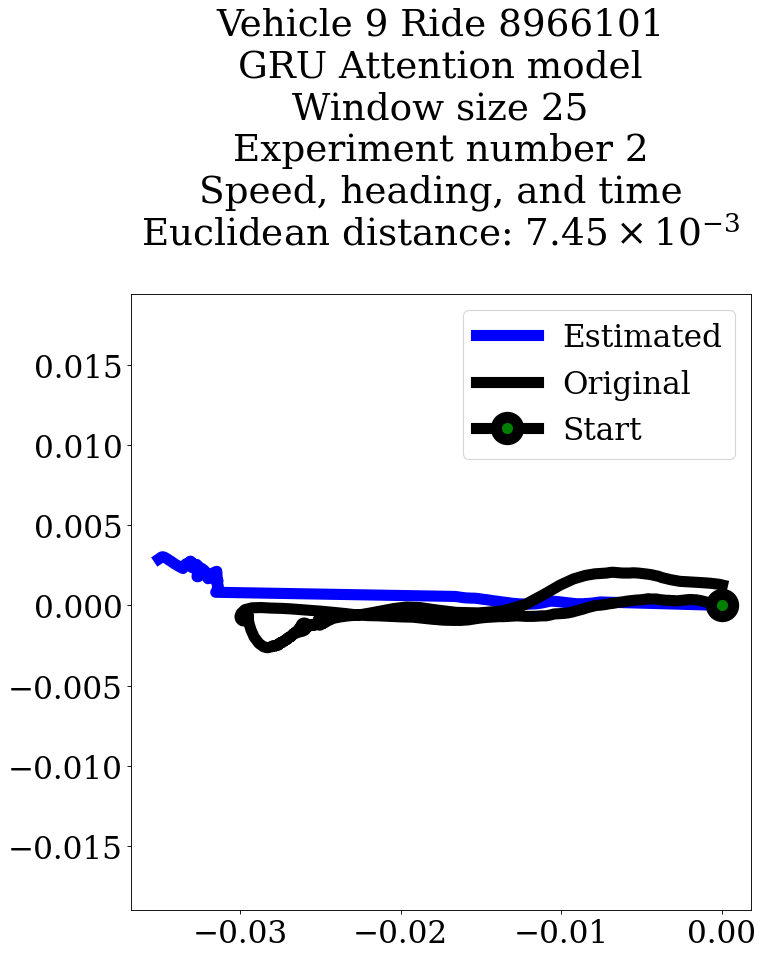 Vehicle 9 Ride 8966101
GRU Attention model
Window size 25
Experiment number 2
Speed, heading, and time
Euclidean distance: 7.45 × 10⁻³
Estimated
Original
Start
0.015
0.010
0.005
0.000
−0.005
−0.010
−0.015
−0.03 −0.02 −0.01 0.00